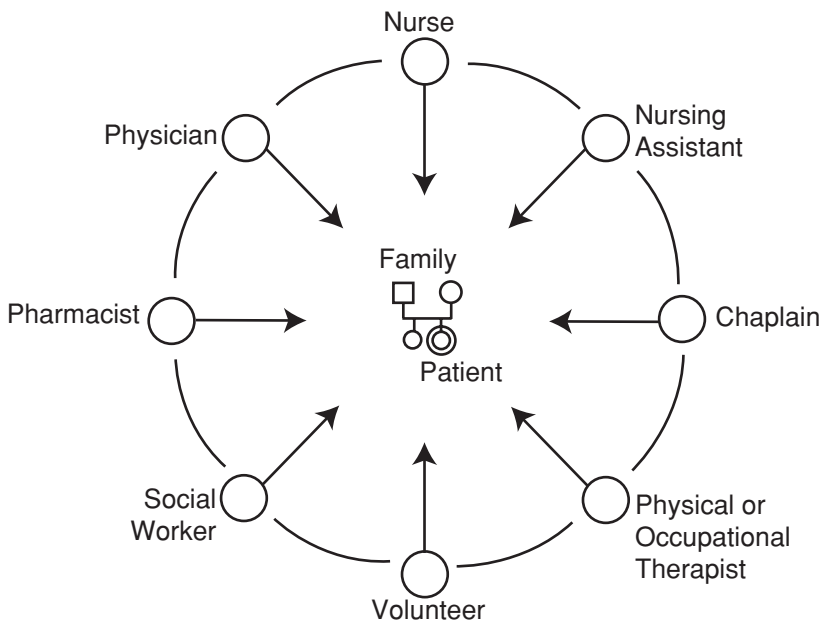 Nurse
Physician
Nursing
Assistant
Family
Pharmacist
Chaplain
Patient
Social
Worker
Physical or
Occupational
Therapist
Volunteer